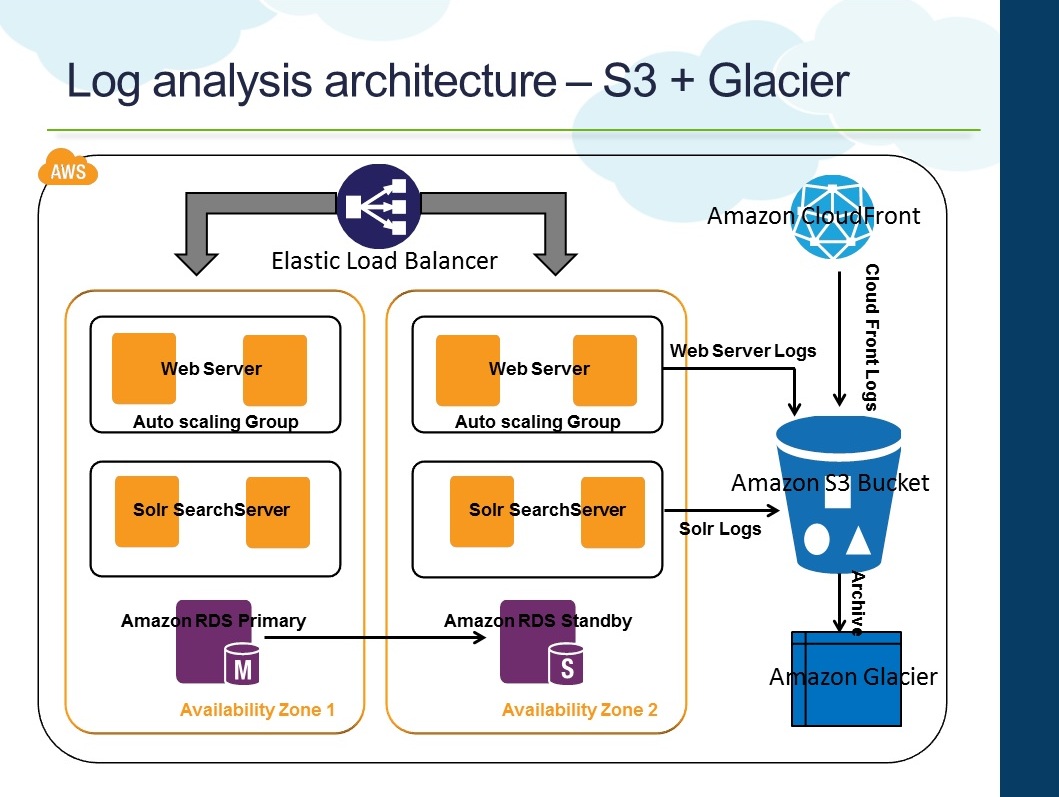 Log analysis architecture – S3 + Glacier
AWS
Elastic Load Balancer
Amazon CloudFront
Cloud Front Logs
Web Server
Auto scaling Group
Web Server
Auto scaling Group
Web Server Logs
Solr SearchServer
Solr SearchServer
Solr Logs
Amazon S3 Bucket
Archive
Amazon RDS Primary
M
Amazon RDS Standby
S
Amazon Glacier
Availability Zone 1
Availability Zone 2